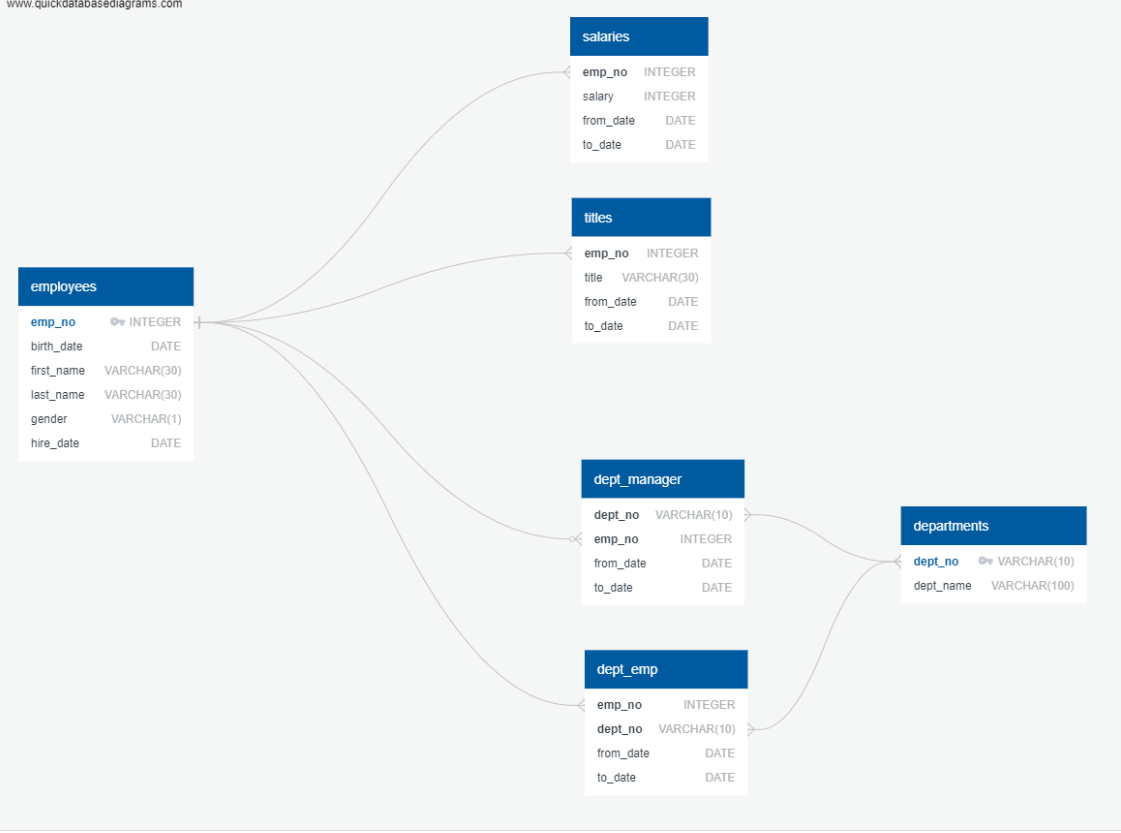 www.quickdatabasediagrams.com
salaries
emp_no INTEGER
salary INTEGER
from_date DATE
to_date DATE
titles
emp_no INTEGER
title VARCHAR(30)
from_date DATE
to_date DATE
employees
emp_no INTEGER
birth_date DATE
first_name VARCHAR(30)
last_name VARCHAR(30)
gender VARCHAR(1)
hire_date DATE
dept_manager
dept_no VARCHAR(10)
emp_no INTEGER
from_date DATE
to_date DATE
departments
dept_no VARCHAR(10)
dept_name VARCHAR(100)
dept_emp
emp_no INTEGER
dept_no VARCHAR(10)
from_date DATE
to_date DATE